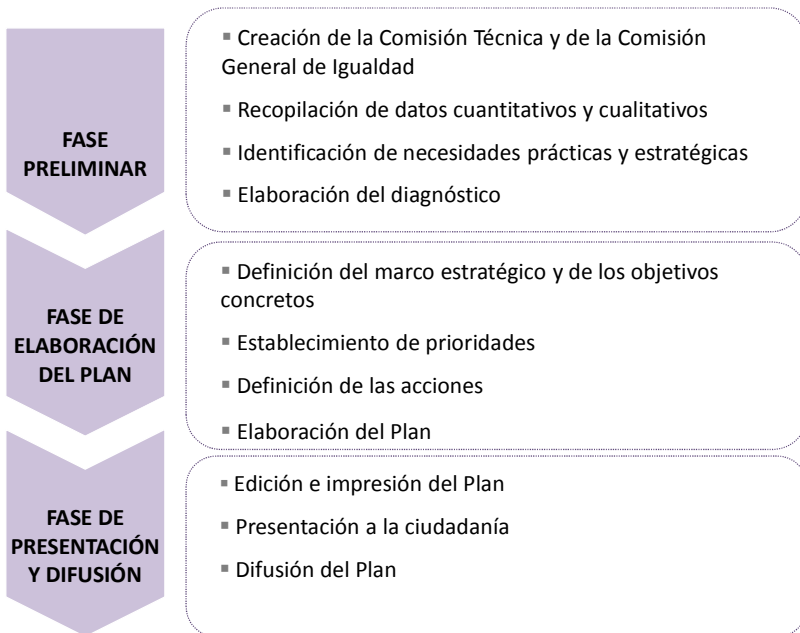 FASE
PRELIMINAR
▪ Creación de la Comisión Técnica y de la Comisión
General de Igualdad
▪ Recopilación de datos cuantitativos y cualitativos
▪ Identificación de necesidades prácticas y estratégicas
▪ Elaboración del diagnóstico
FASE DE
ELABORACIÓN
DEL PLAN
▪ Definición del marco estratégico y de los objetivos
concretos
▪ Establecimiento de prioridades
▪ Definición de las acciones
▪ Elaboración del Plan
FASE DE
PRESENTACIÓN
Y DIFUSIÓN
▪ Edición e impresión del Plan
▪ Presentación a la ciudadanía
▪ Difusión del Plan